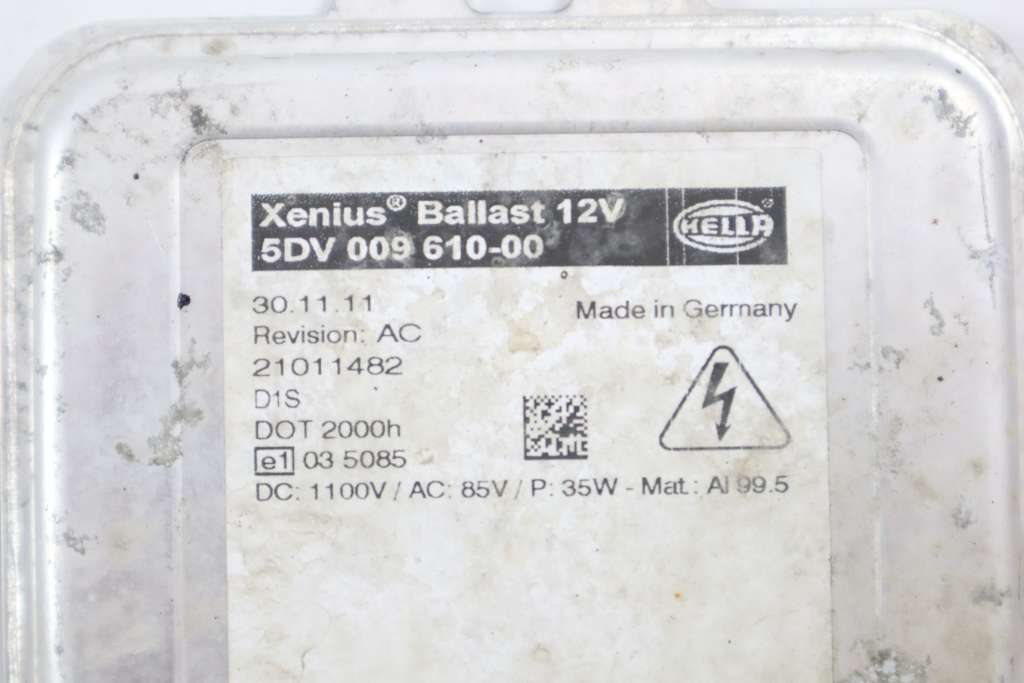 Xenius® Ballast 12V
5DV 009 610-00
HELLA®
30.11.11
Made in Germany
Revision: AC
21011482
D1S
DOT 2000h
e1 03 5085
DC: 1100V / AC: 85V / P: 35W - Mat.: Al 99.5